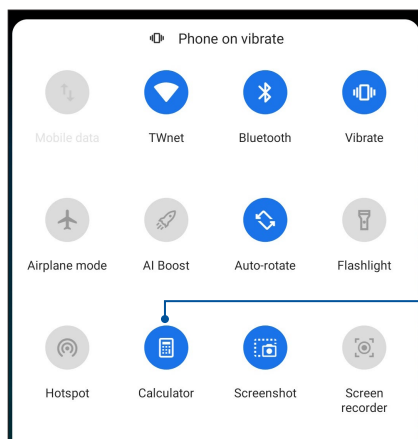 Phone on vibrate
Mobile data TWnet Bluetooth Vibrate
Airplane mode AI Boost Auto-rotate Flashlight
Hotspot Calculator Screenshot Screen
recorder